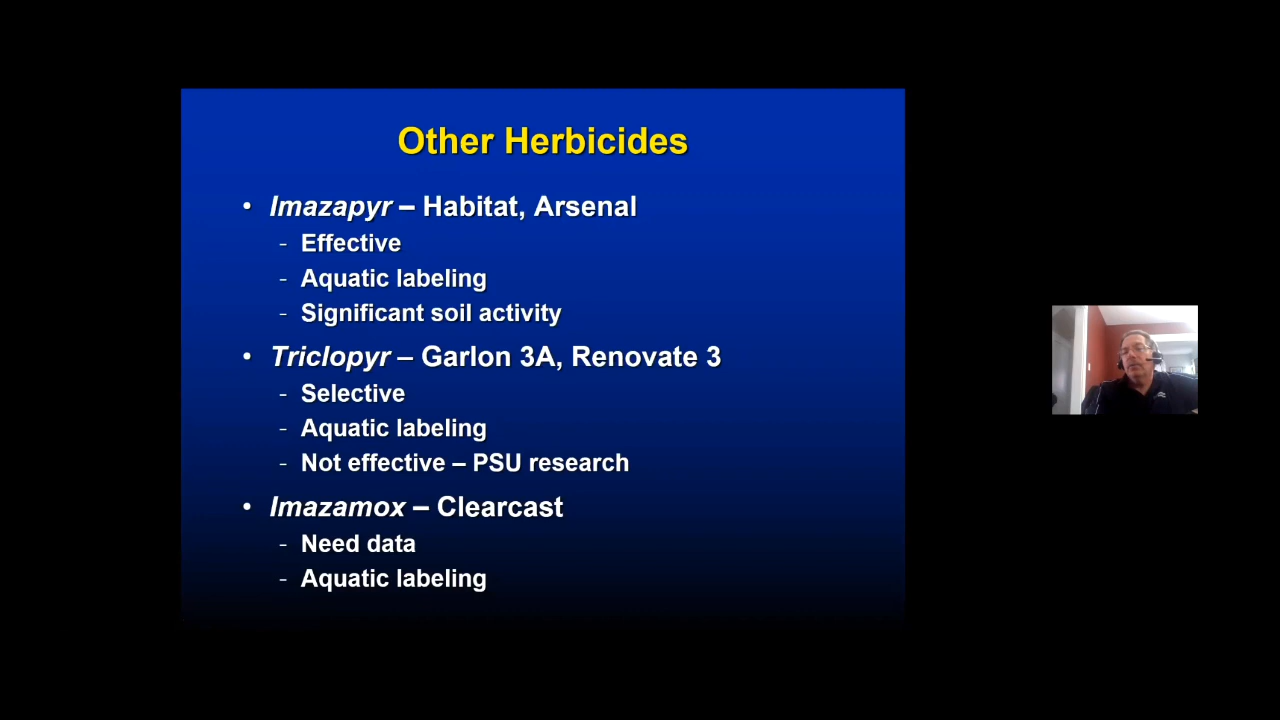 Other Herbicides
• Imazapyr – Habitat, Arsenal
- Effective
- Aquatic labeling
- Significant soil activity
• Triclopyr – Garlon 3A, Renovate 3
- Selective
- Aquatic labeling
- Not effective – PSU research
• Imazamox – Clearcast
- Need data
- Aquatic labeling